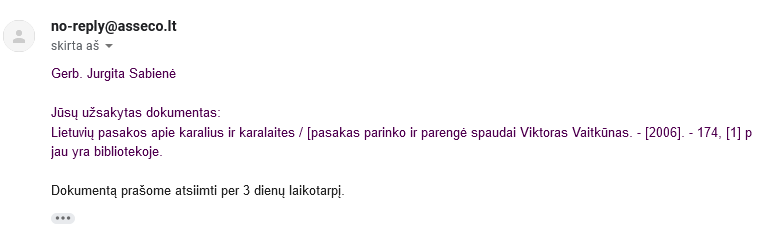 no-reply@asseco.lt
skirta aš
Gerb. Jurgita Sabienė
Jūsų užsakytas dokumentas:
Lietuvių pasakos apie karalius ir karalaites / [pasakas parinko ir parengė spaudai Viktoras Vaitkūnas. - [2006]. - 174, [1] p
jau yra bibliotekoje.
Dokumentą prašome atsiimti per 3 dienų laikotarpį.